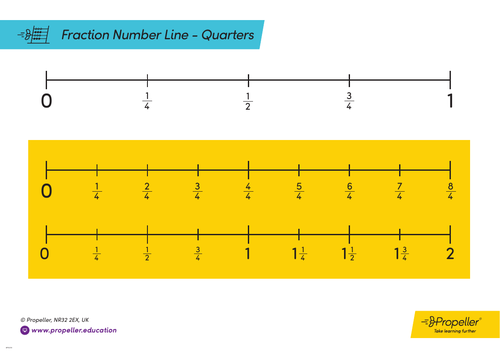 Fraction Number Line - Quarters
0 1/4 1/2 3/4 1
0 1/4 2/4 3/4 4/4 5/4 6/4 7/4 8/4
0 1/4 1/2 3/4 1 1 1/4 1 1/2 1 3/4 2
© Propeller, NR32 2EX, UK
www.propeller.education
Propeller
Take learning further